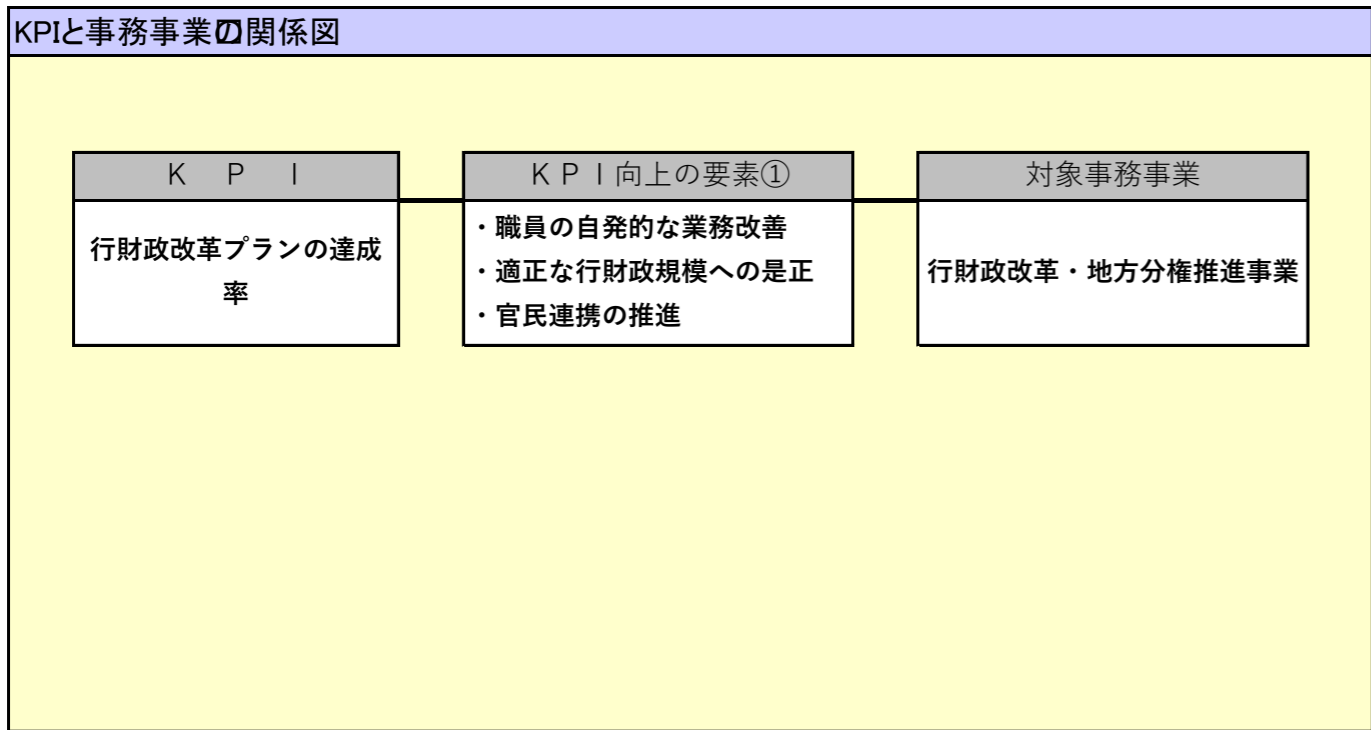 KPIと事務事業の関係図
Ｋ　Ｐ　Ｉ
行財政改革プランの達成
率
ＫＰＩ向上の要素①
・職員の自発的な業務改善
・適正な行財政規模への是正
・官民連携の推進
対象事務事業
行財政改革・地方分権推進事業